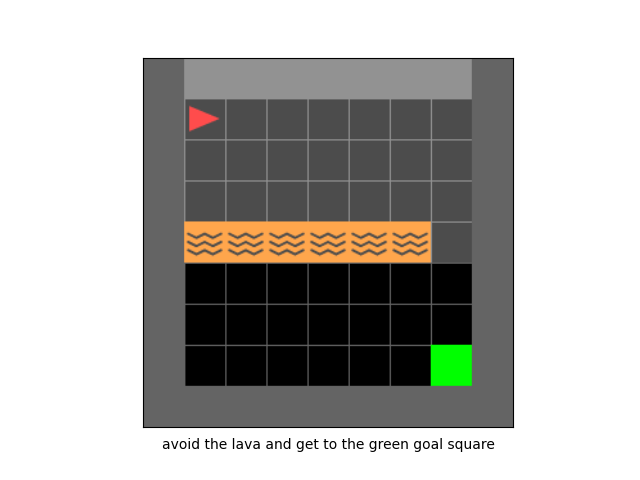 avoid the lava and get to the green goal square